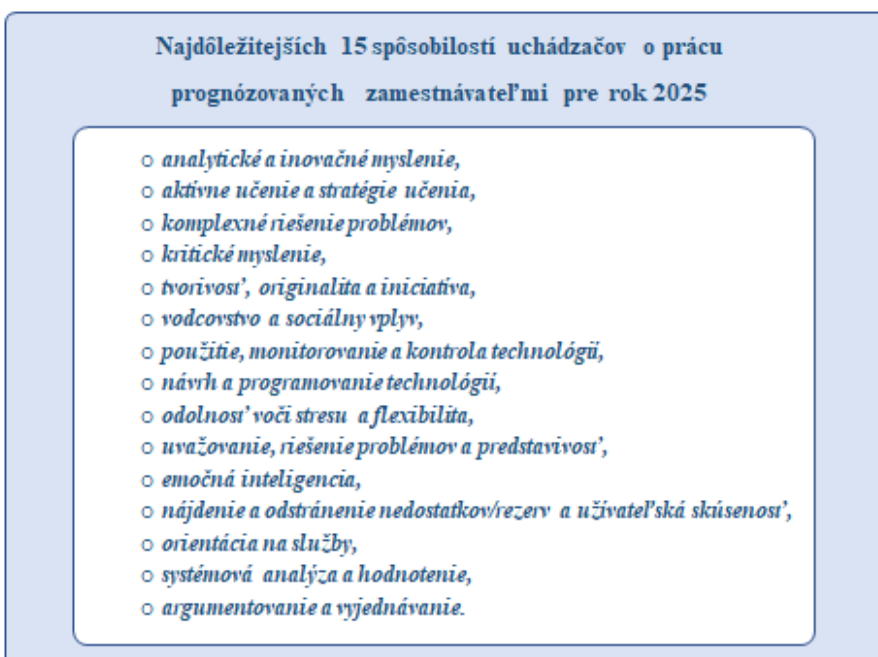 Najdôležitejších 15 spôsobilostí uchádzačov o prácu
prognózovaných zamestnávateľmi pre rok 2025
o analytické a inovačné myslenie,
o aktívne učenie a stratégie učenia,
o komplexné riešenie problémov,
o kritické myslenie,
o tvorivosť, originalita a iniciatíva,
o vodcovstvo a sociálny vplyv,
o použitie, monitorovanie a kontrola technológií,
o návrh a programovanie technológií,
o odolnosť voči stresu a flexibilita,
o uvažovanie, riešenie problémov a predstavivosť,
o emočná inteligencia,
o nájdenie a odstránenie nedostatkov/rezerv a užívateľská skúsenosť,
o orientácia na služby,
o systémová analýza a hodnotenie,
o argumentovanie a vyjednávanie.